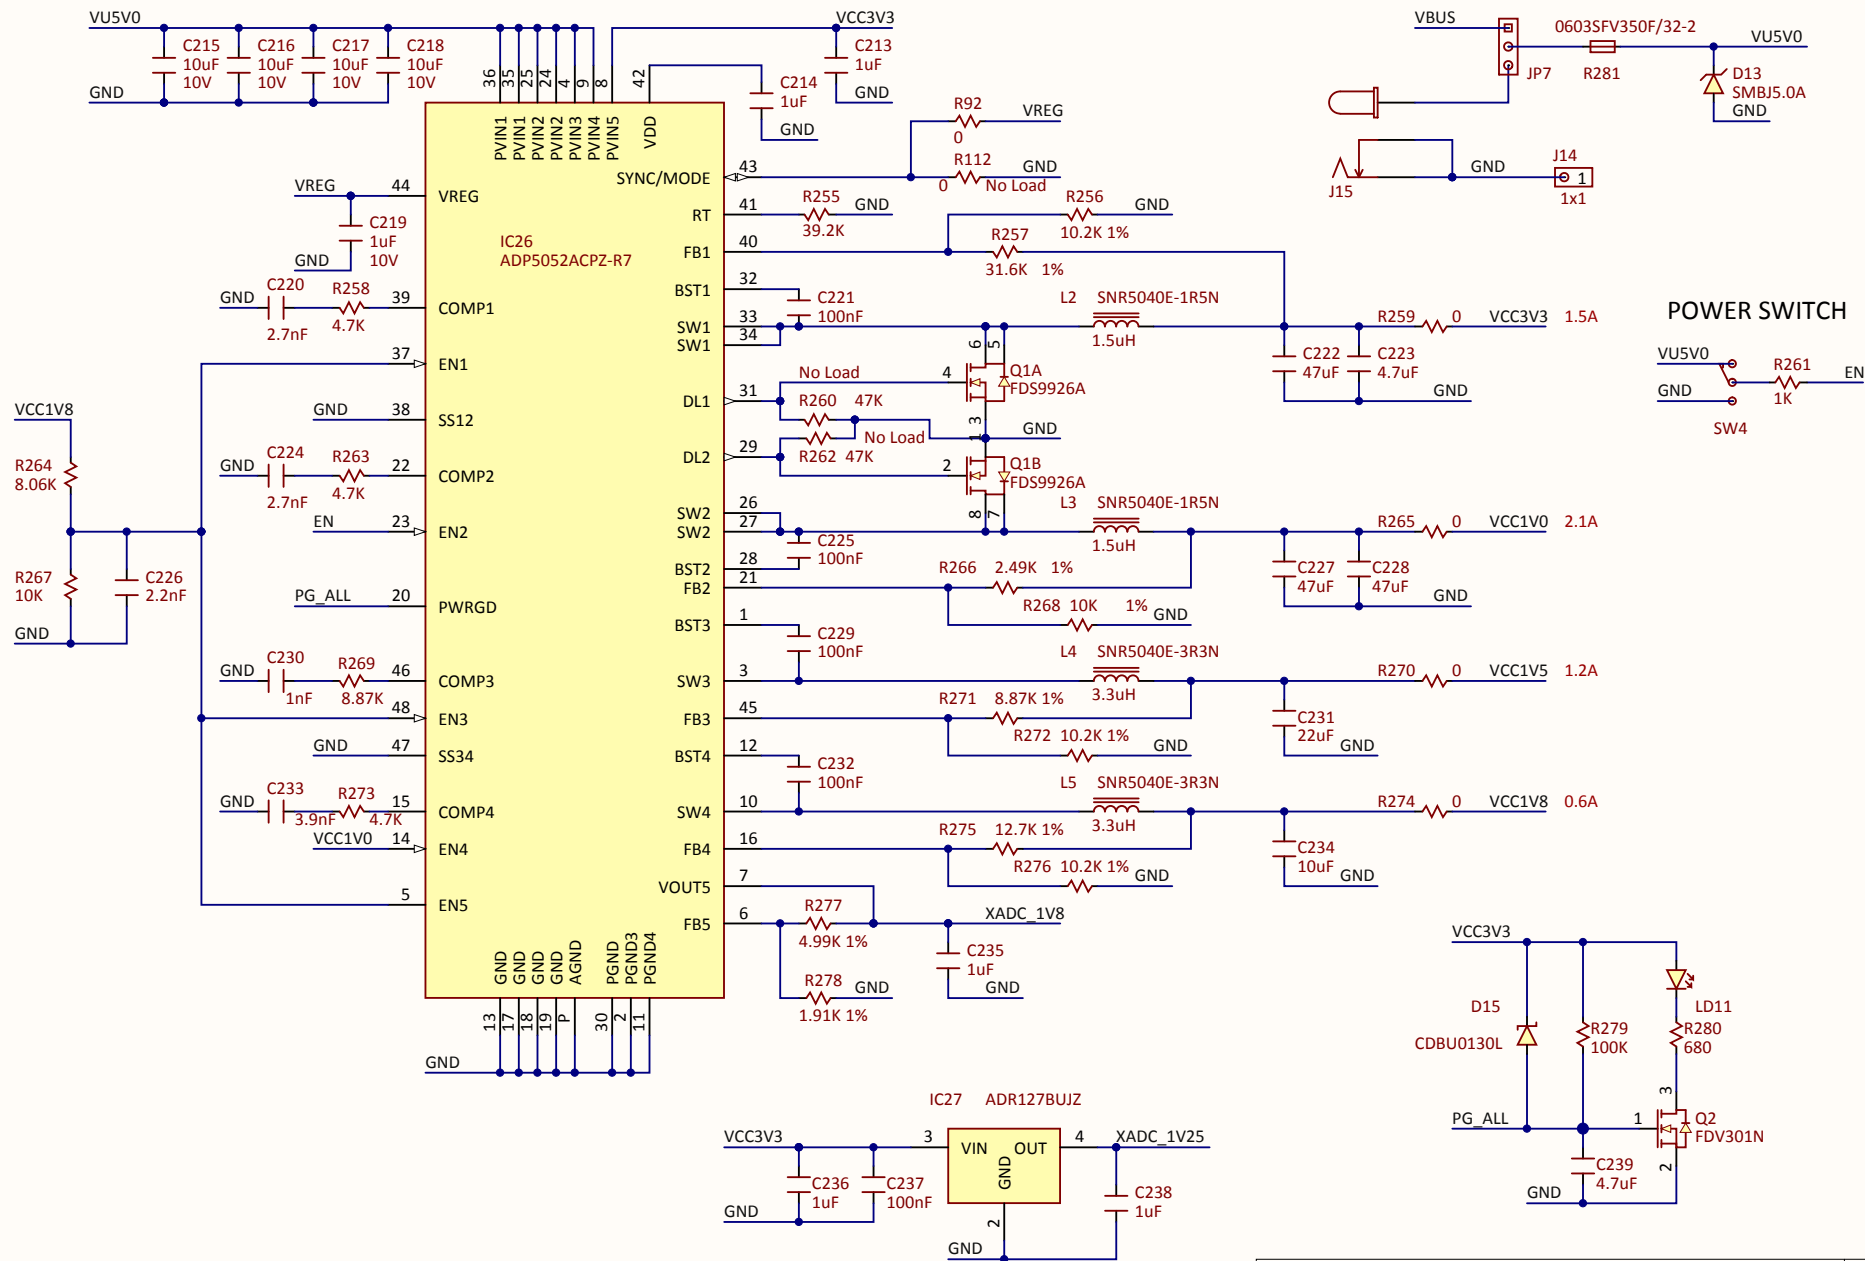 VU5V0
C215
10uF
10V
C216
10uF
10V
C217
10uF
10V
C218
10uF
10V
GND
36
35
25
24
4
9
8
42
VCC3V3
C213
1uF
GND
C214
1uF
GND
PVIN1
PVIN1
PVIN2
PVIN2
PVIN3
PVIN4
PVIN5
VDD
VBUS
0603SFV350F/32-2
VU5V0
JP7
R281
D13
SMBJ5.0A
GND
J15
GND
J14
1
1x1
R92
0
VREG
R112
0
No Load
GND
SYNC/MODE
43
VREG
44
VREG
C219
1uF
10V
GND
IC26
ADP5052ACPZ-R7
RT
41
R255
39.2K
GND
R256
10.2K 1%
GND
FB1
40
R257
31.6K 1%
BST1
32
C221
100nF
GND
C220
2.7nF
R258
4.7K
39
COMP1
SW1
33
SW1
34
L2
SNR5040E-1R5N
1.5uH
R259
0
VCC3V3
1.5A
C222
47uF
C223
4.7uF
GND
POWER SWITCH
VU5V0
GND
SW4
R261
1K
EN
37
EN1
6
5
4
Q1A
FDS9926A
3
No Load
DL1
31
R260 47K
No Load
R262 47K
GND
1
DL2
29
2
Q1B
FDS9926A
8
7
VCC1V8
GND
38
SS12
R264
8.06K
GND
C224
2.7nF
R263
4.7K
22
COMP2
EN
23
EN2
SW2
26
SW2
27
C225
100nF
BST2
28
L3
SNR5040E-1R5N
1.5uH
R265
0
VCC1V0
2.1A
C227
47uF
C228
47uF
GND
R267
10K
C226
2.2nF
GND
FB2
21
R266
2.49K 1%
R268 10K 1%
GND
PG_ALL
20
PWRGD
BST3
1
C229
100nF
GND
C230
1nF
R269
8.87K
46
COMP3
SW3
3
L4
SNR5040E-3R3N
3.3uH
R270
0
VCC1V5
1.2A
C231
22uF
GND
48
EN3
FB3
45
R271
8.87K 1%
R272 10.2K 1%
GND
GND
47
SS34
BST4
12
C232
100nF
GND
C233
3.9nF
R273
4.7K
15
COMP4
SW4
10
L5
SNR5040E-3R3N
3.3uH
R274
0
VCC1V8
0.6A
C234
10uF
GND
VCC1V0
14
EN4
FB4
16
R275
12.7K 1%
R276 10.2K 1%
GND
5
EN5
VOUT5
7
FB5
6
R277
4.99K 1%
XADC_1V8
C235
1uF
GND
R278
1.91K 1%
GND
GND
GND
GND
GND
AGND
PGND
PGND3
PGND4
13
17
18
19
P
30
2
11
GND
VCC3V3
D15
CDBU0130L
R279
100K
LD11
R280
680
3
PG_ALL
1
Q2
FDV301N
2
C239
4.7uF
GND
IC27
ADR127BUJZ
VCC3V3
3
VIN
OUT
GND
4
XADC_1V25
C236
1uF
C237
100nF
GND
2
C238
1uF
GND